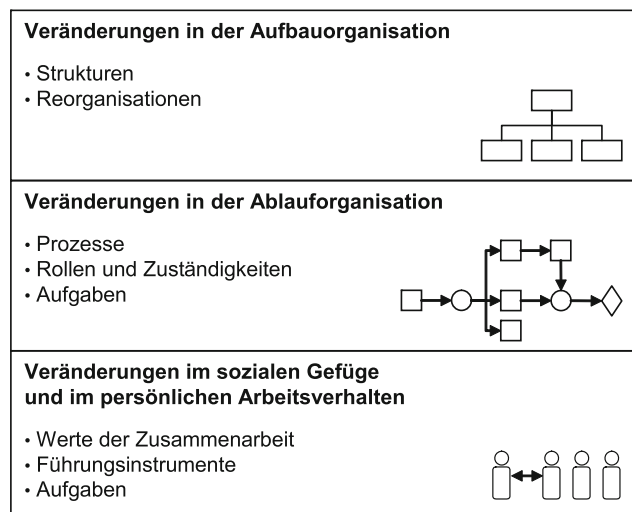 Veränderungen in der Aufbauorganisation
• Strukturen
• Reorganisationen
Veränderungen in der Ablauforganisation
• Prozesse
• Rollen und Zuständigkeiten
• Aufgaben
Veränderungen im sozialen Gefüge
und im persönlichen Arbeitsverhalten
• Werte der Zusammenarbeit
• Führungsinstrumente
• Aufgaben